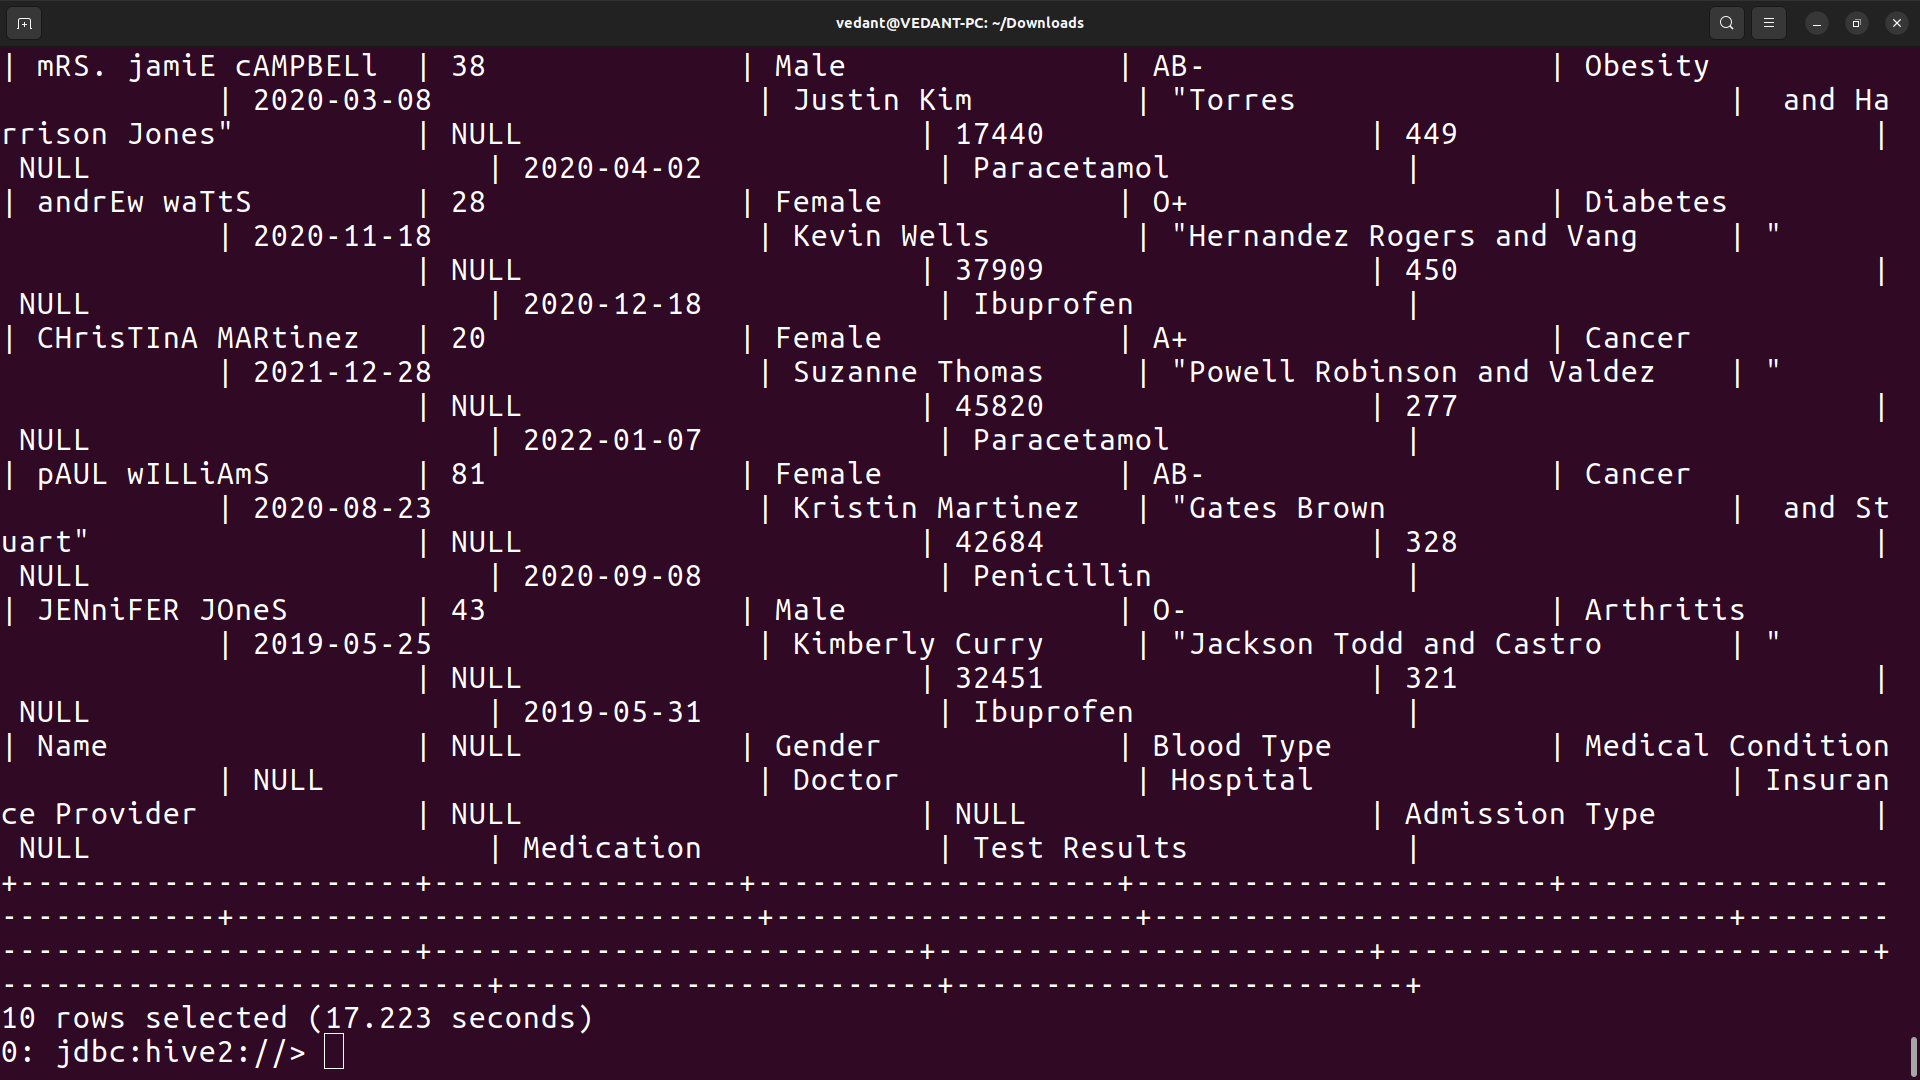 vedant@VEDANT-PC: ~/Downloads
| mRS. jamiE cAMPBELl | 38 | Male | AB- | Obesity
| 2020-03-08 | Justin Kim | "Torres | and Ha
rrison Jones" | NULL | 17440 | 449 |
NULL | 2020-04-02 | Paracetamol |
| andrEw waTtS | 28 | Female | O+ | Diabetes
| 2020-11-18 | Kevin Wells | "Hernandez Rogers and Vang | "
| NULL | 37909 | 450 |
NULL | 2020-12-18 | Ibuprofen |
| CHrisTInA MARtinez | 20 | Female | A+ | Cancer
| 2021-12-28 | Suzanne Thomas | "Powell Robinson and Valdez | "
| NULL | 45820 | 277 |
NULL | 2022-01-07 | Paracetamol |
| pAUL wILLiAmS | 81 | Female | AB- | Cancer
| 2020-08-23 | Kristin Martinez | "Gates Brown | and St
uart" | NULL | 42684 | 328 |
NULL | 2020-09-08 | Penicillin |
| JENniFER JOneS | 43 | Male | O- | Arthritis
| 2019-05-25 | Kimberly Curry | "Jackson Todd and Castro | "
| NULL | 32451 | 321 |
NULL | 2019-05-31 | Ibuprofen |
| Name | NULL | Gender | Blood Type | Medical Condition
| NULL | Doctor | Hospital | Insuran
ce Provider | NULL | NULL | Admission Type |
NULL | Medication | Test Results |
+----------------------+-----------------+--------------------+-----------------------+------------------
------------+-----------------------------+--------------------+--------------------------------+--------
-----------------------+---------------------------+------------------------+---------------------------+
---------------------------+------------------------+-------------------------+
10 rows selected (17.223 seconds)
0: jdbc:hive2://>